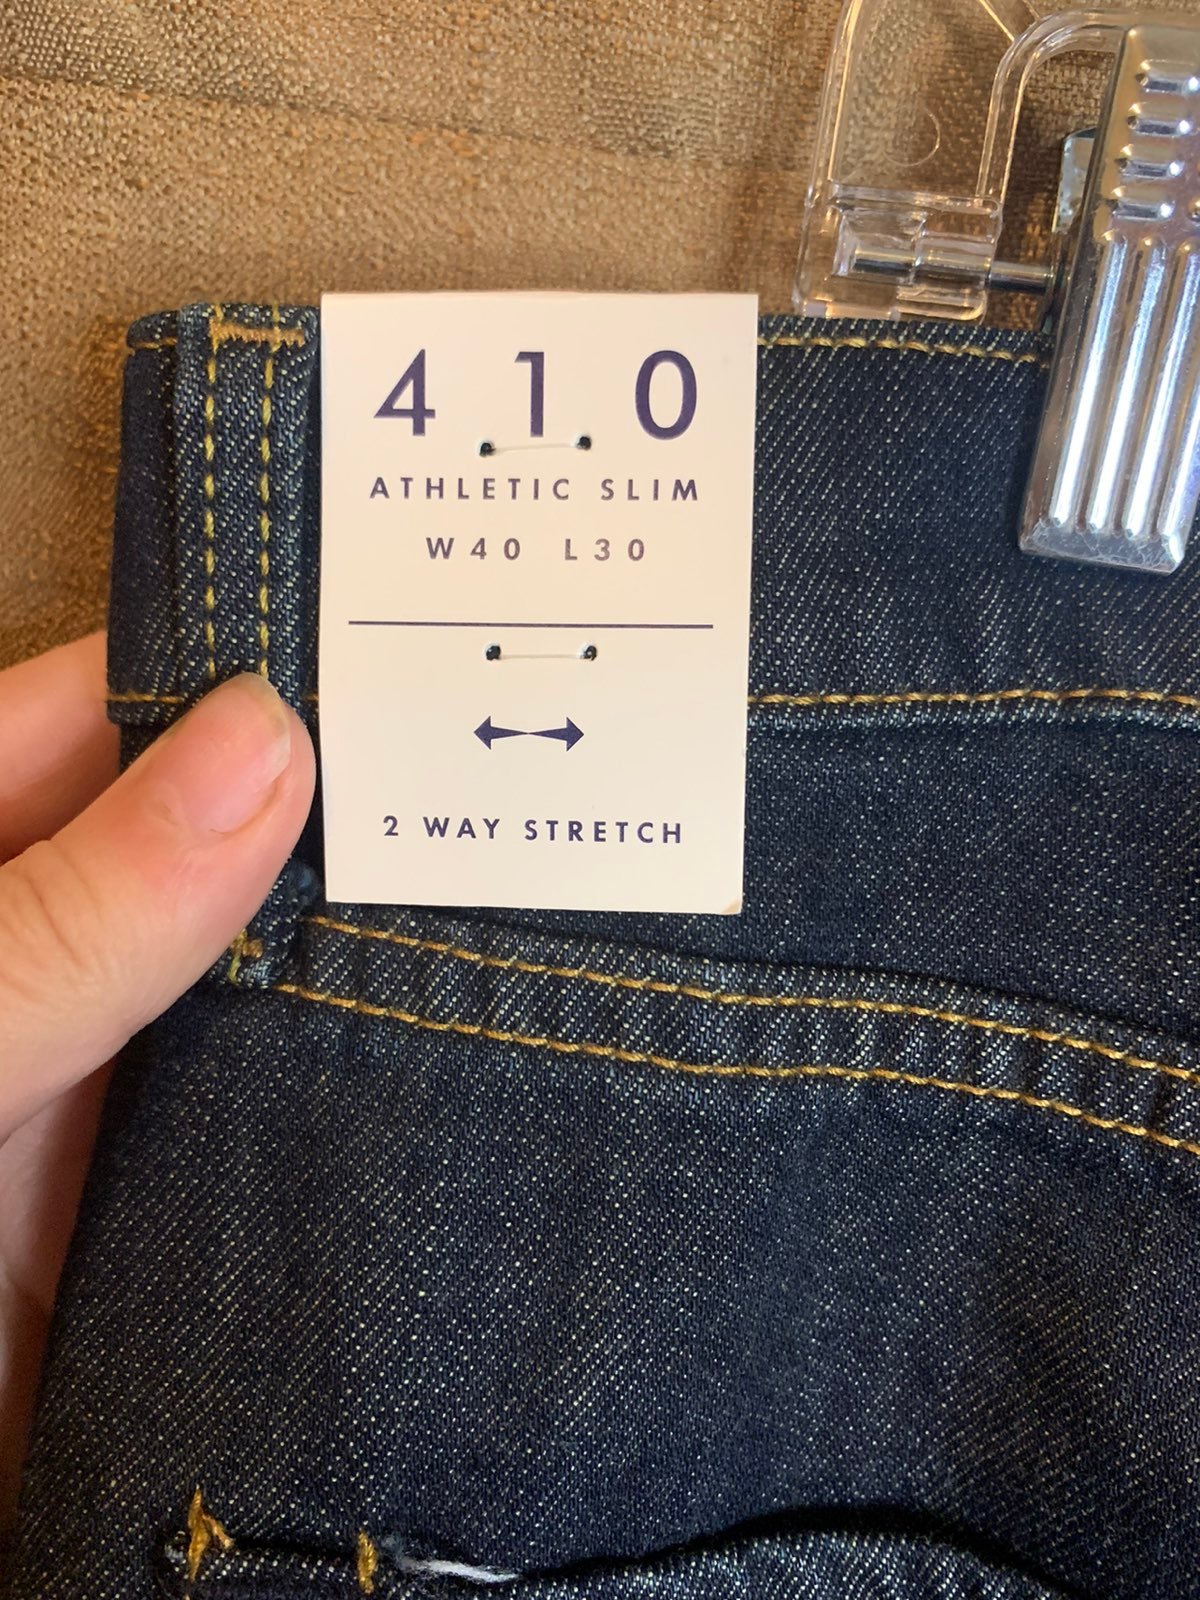 410
ATHLETIC SLIM
W40 L30
2 WAY STRETCH